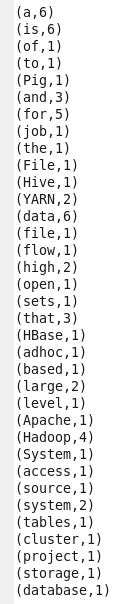 (a,6)
(is,6)
(of,1)
(to,1)
(Pig,1)
(and,3)
(for,5)
(job,1)
(the,1)
(File,1)
(Hive,1)
(YARN,2)
(data,6)
(file,1)
(flow,1)
(high,2)
(open,1)
(sets,1)
(that,3)
(HBase,1)
(adhoc,1)
(based,1)
(large,2)
(level,1)
(Apache,1)
(Hadoop,4)
(System,1)
(access,1)
(source,1)
(system,2)
(tables,1)
(cluster,1)
(project,1)
(storage,1)
(database,1)